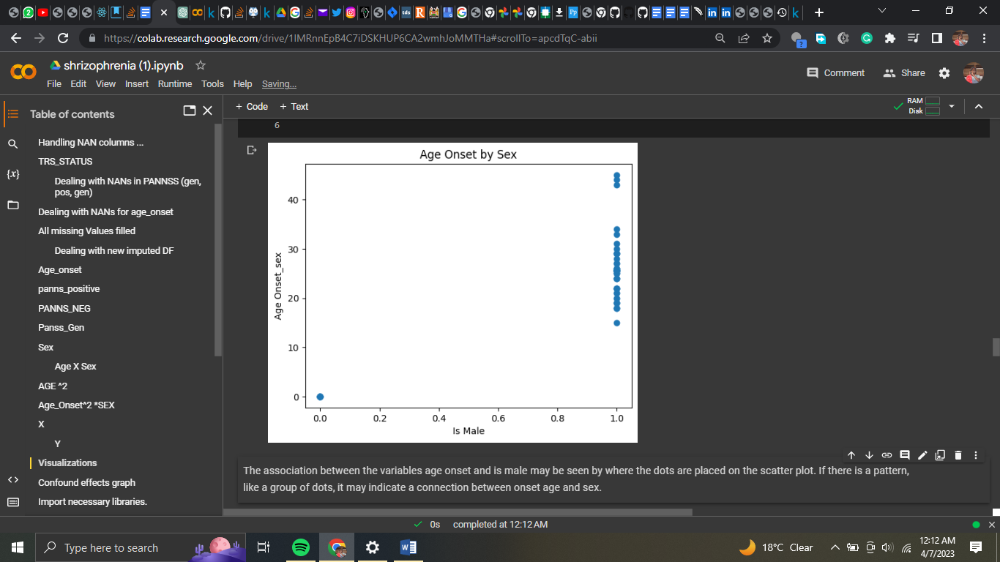 https://colab.research.google.com/drive/1IMRnnEpB4C7iDSKHUP6CA2wmhJoMMTHa#scrollTo=apcdTqC-abii
shrizophrenia (1).ipynb
File Edit View Insert Runtime Tools Help Saving...
Comment Share
Table of contents
+ Code + Text
RAM
Disk
Handling NAN columns ...
TRS_STATUS
Dealing with NANs in PANNSS (gen,
pos, gen)
Dealing with NANs for age_onset
All missing Values filled
Dealing with new imputed DF
Age_onset
panns_positive
PANNS_NEG
Panss_Gen
Sex
Age X Sex
AGE ^2
Age_Onset^2 *SEX
X
Y
Visualizations
Confound effects graph
Import necessary libraries.
6
Age Onset by Sex
Age Onset_sex
40
30
20
10
0
0.0 0.2 0.4 0.6 0.8 1.0
Is Male
The association between the variables age onset and is male may be seen by where the dots are placed on the scatter plot. If there is a pattern,
like a group of dots, it may indicate a connection between onset age and sex.
0s completed at 12:12 AM
Type here to search
18°C Clear
12:12 AM
4/7/2023